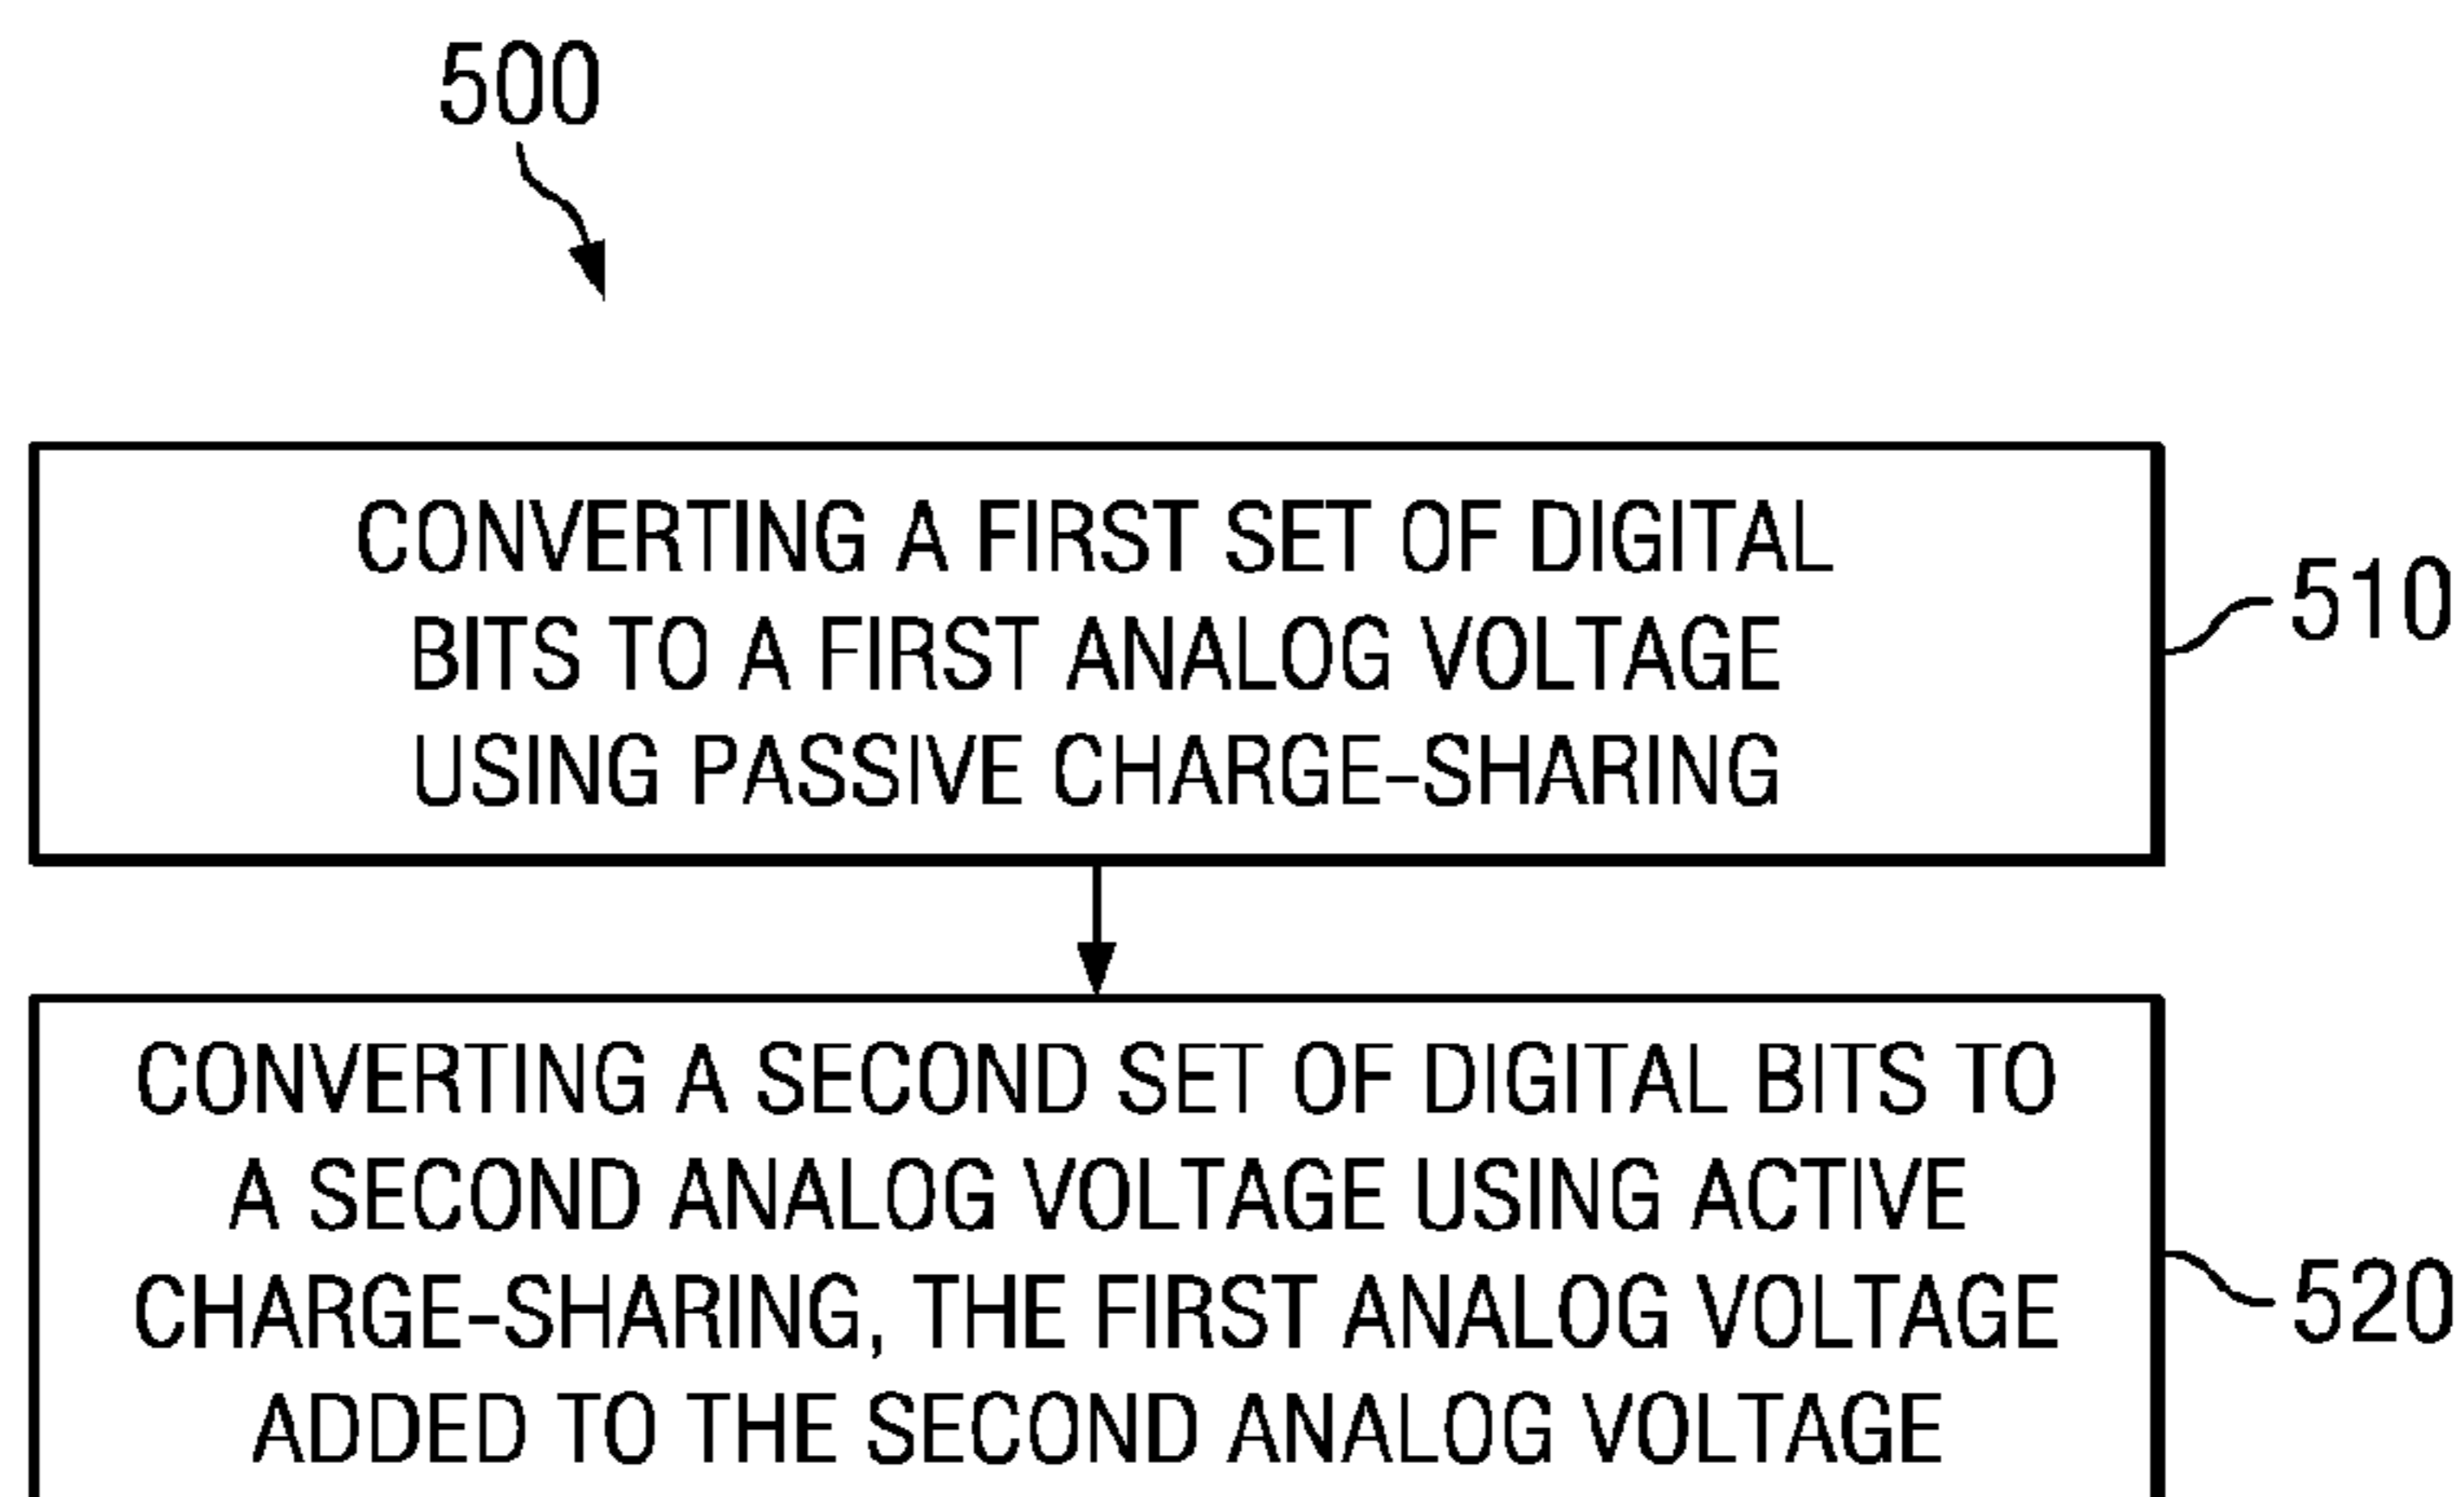 500
CONVERTING A FIRST SET OF DIGITAL
BITS TO A FIRST ANALOG VOLTAGE
USING PASSIVE CHARGE-SHARING
510
CONVERTING A SECOND SET OF DIGITAL BITS TO
A SECOND ANALOG VOLTAGE USING ACTIVE
CHARGE-SHARING, THE FIRST ANALOG VOLTAGE
ADDED TO THE SECOND ANALOG VOLTAGE
520